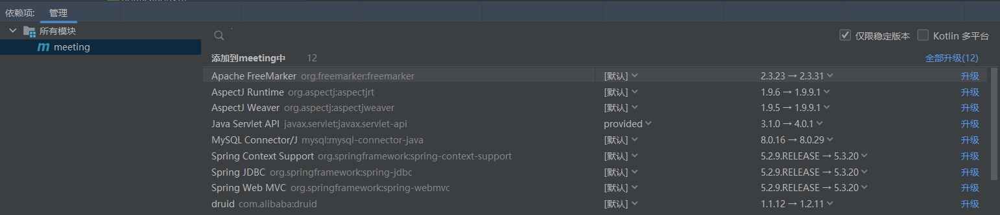 依赖项: 管理
所有模块
meeting
仅限稳定版本 Kotlin 多平台
添加到meeting中 12 全部升级(12)
Apache FreeMarker org.freemarker:freemarker [默认] 2.3.23 → 2.3.31 升级
AspectJ Runtime org.aspectj:aspectjrt [默认] 1.9.6 → 1.9.9.1 升级
AspectJ Weaver org.aspectj:aspectjweaver [默认] 1.9.5 → 1.9.9.1 升级
Java Servlet API javax.servlet:javax.servlet-api provided 3.1.0 → 4.0.1 升级
MySQL Connector/J mysql:mysql-connector-java [默认] 8.0.16 → 8.0.29 升级
Spring Context Support org.springframework:spring-context-support [默认] 5.2.9.RELEASE → 5.3.20 升级
Spring JDBC org.springframework:spring-jdbc [默认] 5.2.9.RELEASE → 5.3.20 升级
Spring Web MVC org.springframework:spring-webmvc [默认] 5.2.9.RELEASE → 5.3.20 升级
druid com.alibaba:druid [默认] 1.1.12 → 1.2.11 升级